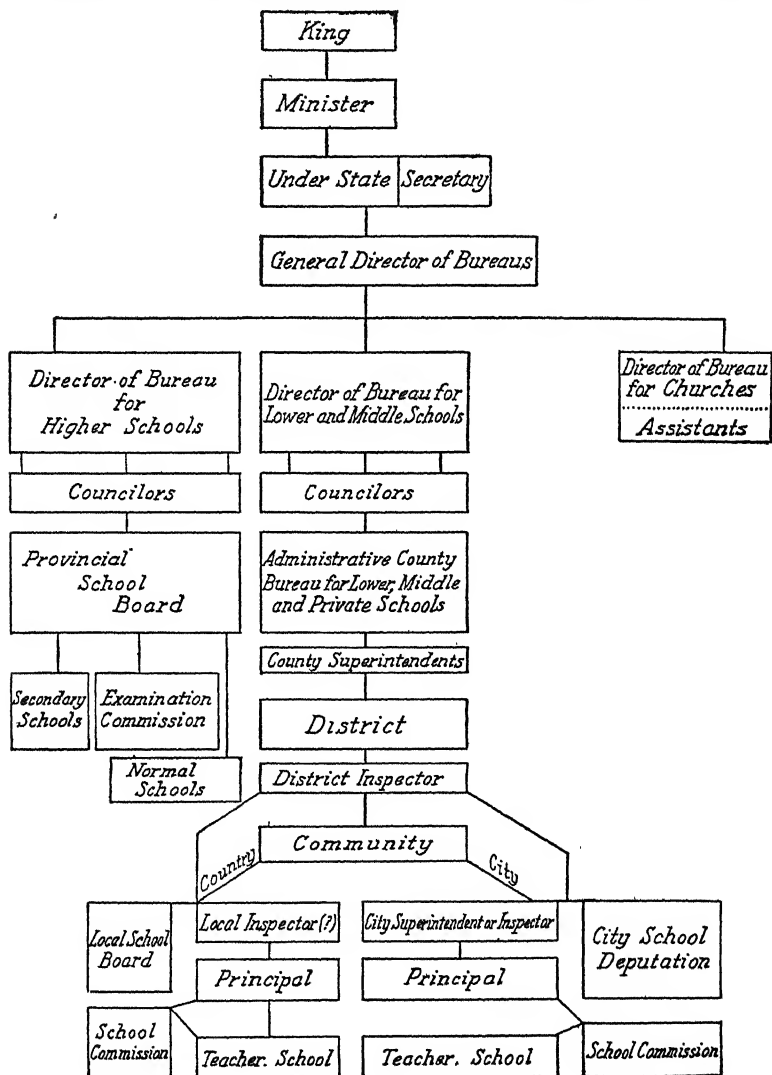 King
Minister
Under State Secretary
General Director of Bureaus
Director of Bureau
for
Higher Schools
Director of Bureau for
Lower and Middle Schools
Director of Bureau
for Churches
Assistants
Councilors
Councilors
Provincial
School
Board
Administrative County
Bureau for Lower, Middle
and Private Schools
County Superintendents
Secondary
Schools
Examination
Commission
Normal
Schools
District
District Inspector
Community
Country
City
Local School
Board
Local Inspector (?)
City Superintendent or Inspector
City School
Deputation
Principal
Principal
School
Commission
Teacher. School
Teacher. School
School Commission